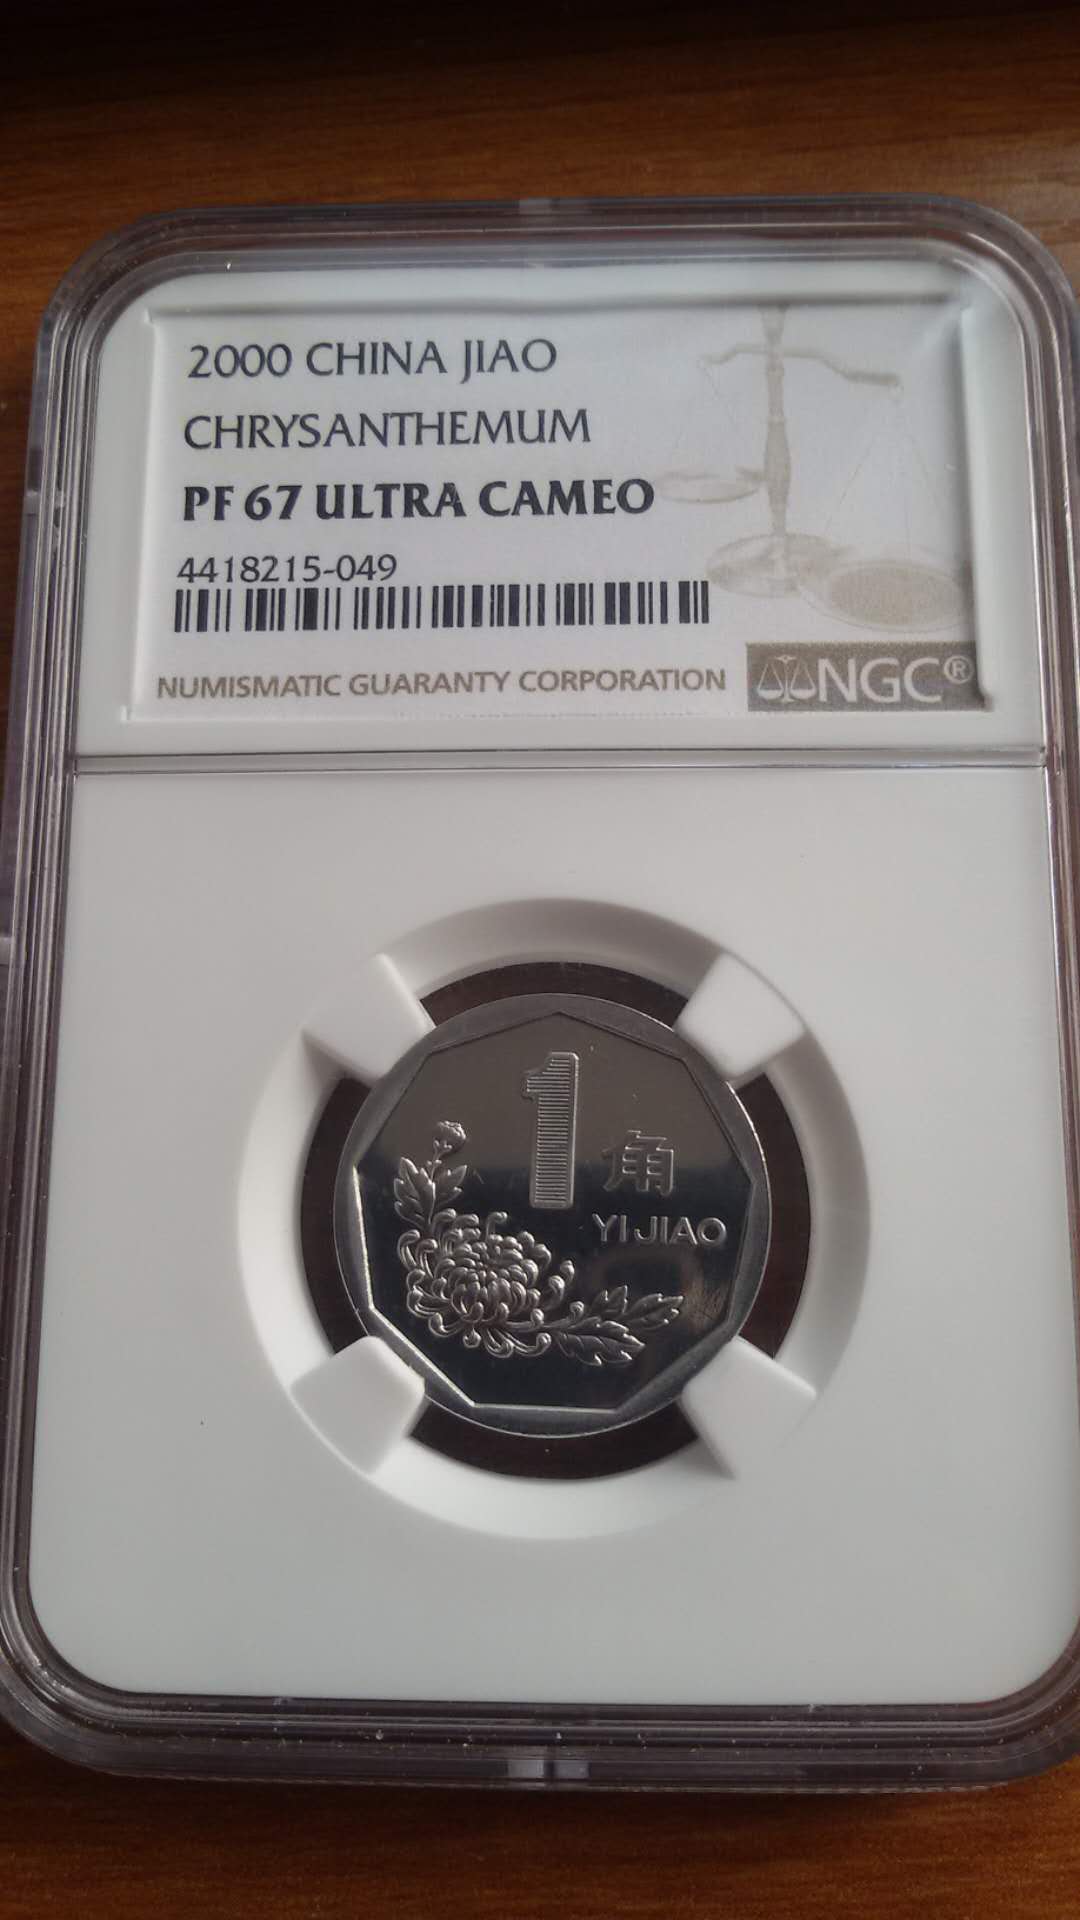 2000 CHINA JIAO
CHRYSANTHEMUM
PF 67 ULTRA CAMEO
4418215-049
NUMISMATIC GUARANTY CORPORATION
NGC®
1
角
YI JIAO